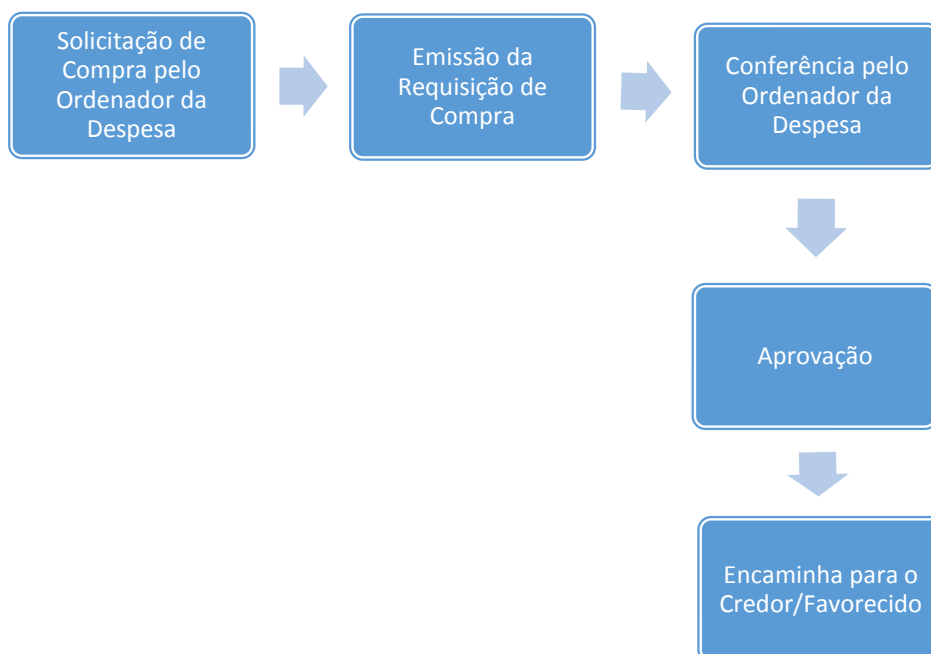 Solicitação de
Compra pelo
Ordenador da
Despesa
Emissão da
Requisição de
Compra
Conferência pelo
Ordenador da
Despesa
Aprovação
Encaminha para o
Credor/Favorecido